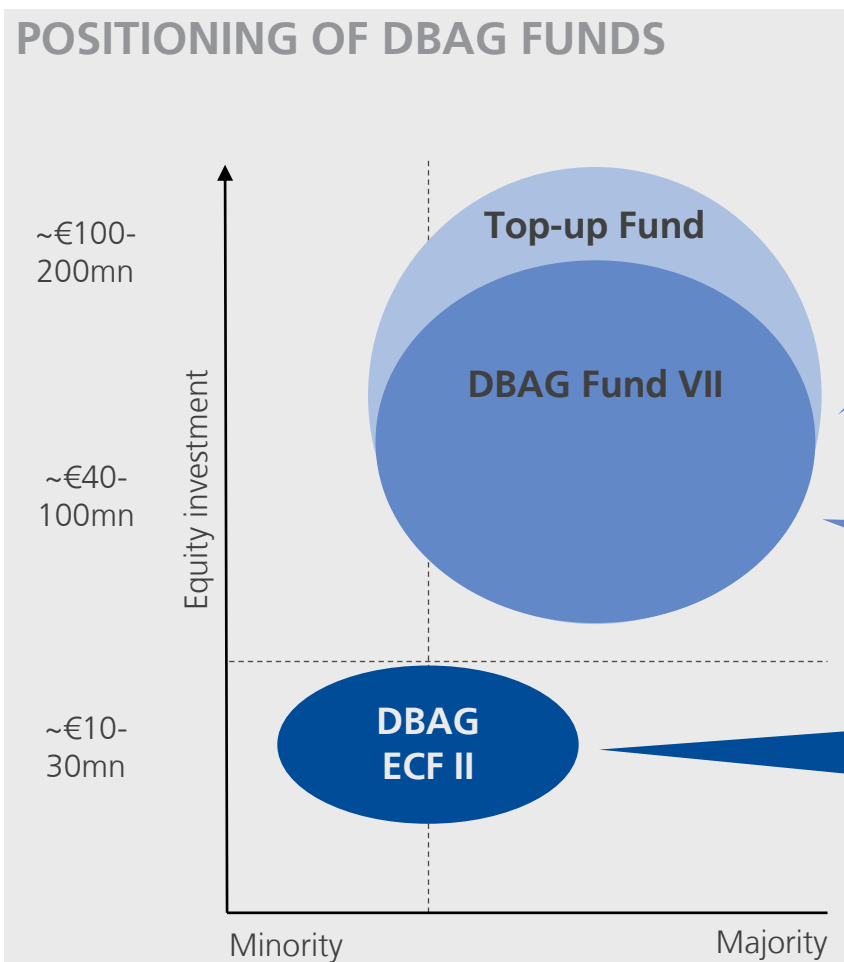 POSITIONING OF DBAG FUNDS
~€100-
200mn
Top-up Fund
DBAG Fund VII
Equity investment
~€40-
100mn
~€10-
30mn
DBAG
ECF II
Minority
Majority